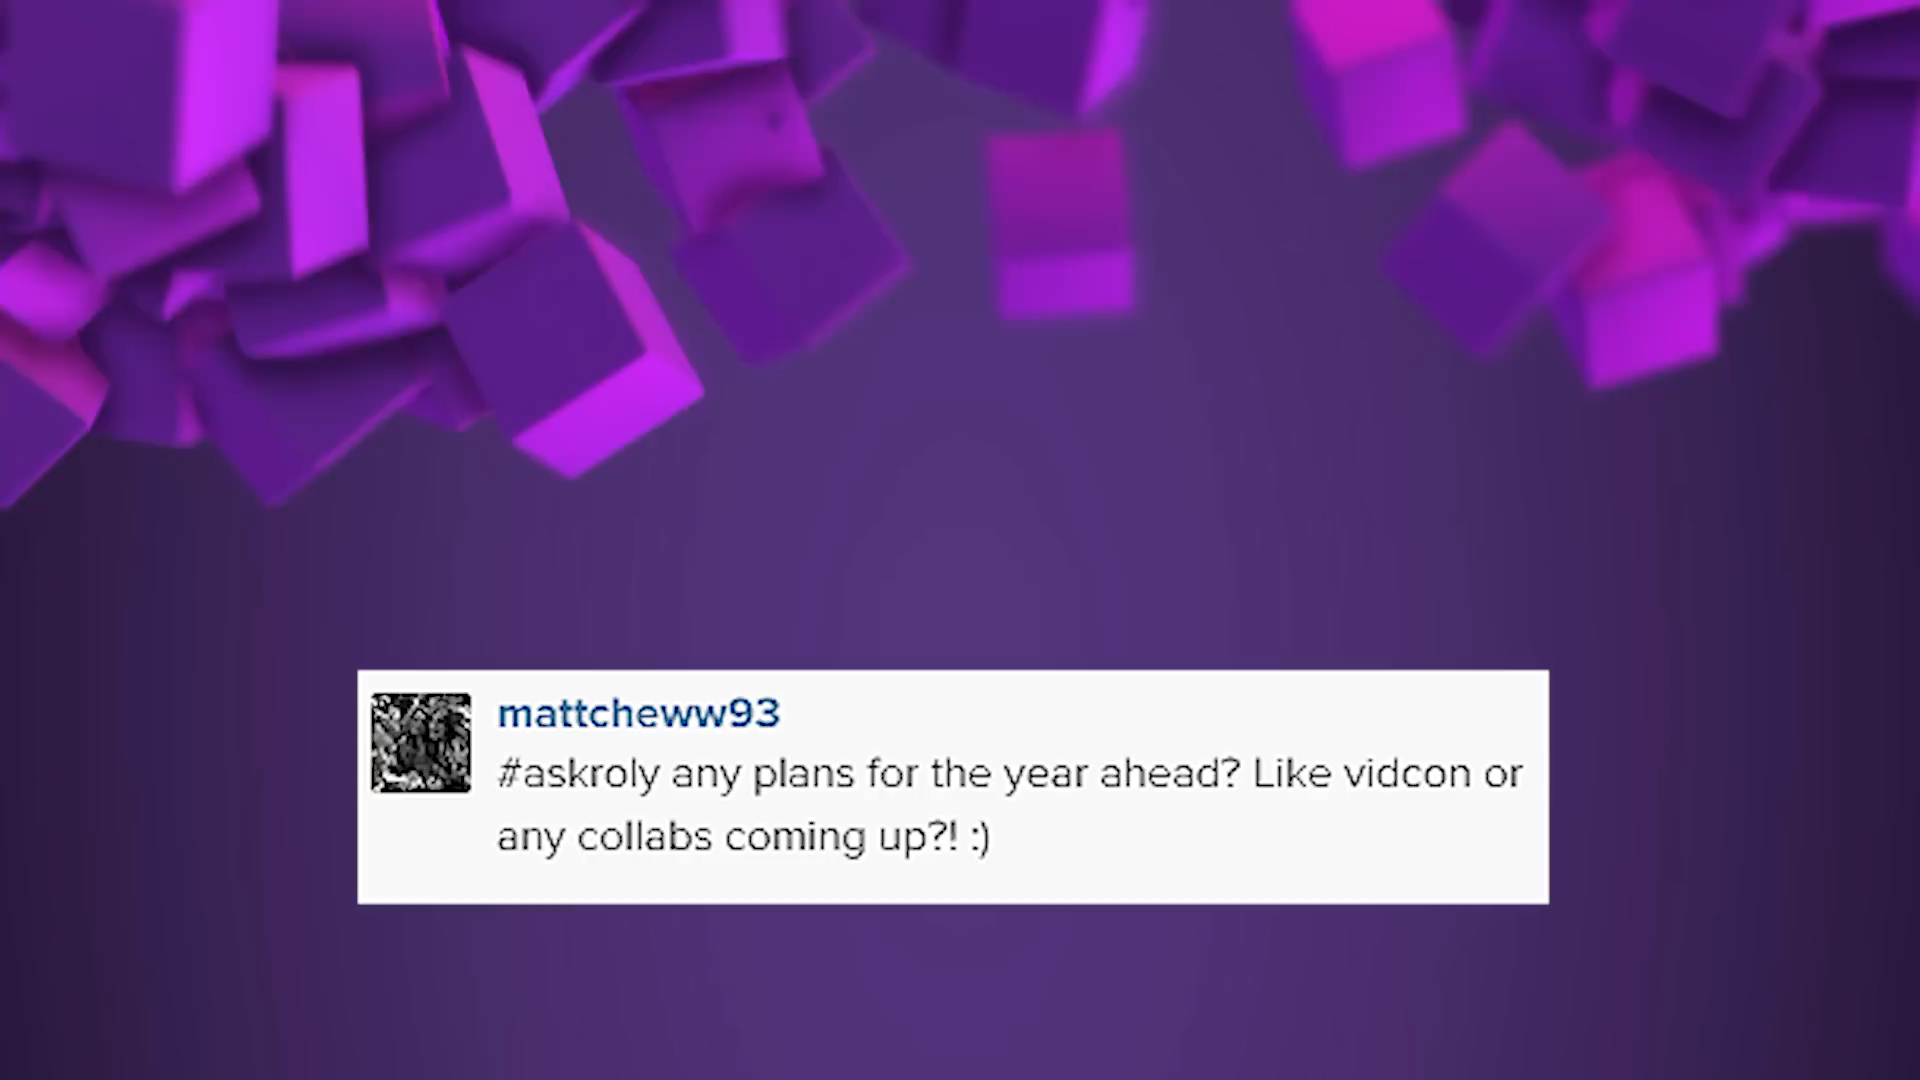 mattcheww93
#askroly any plans for the year ahead? Like vidcon or
any collabs coming up?! :)